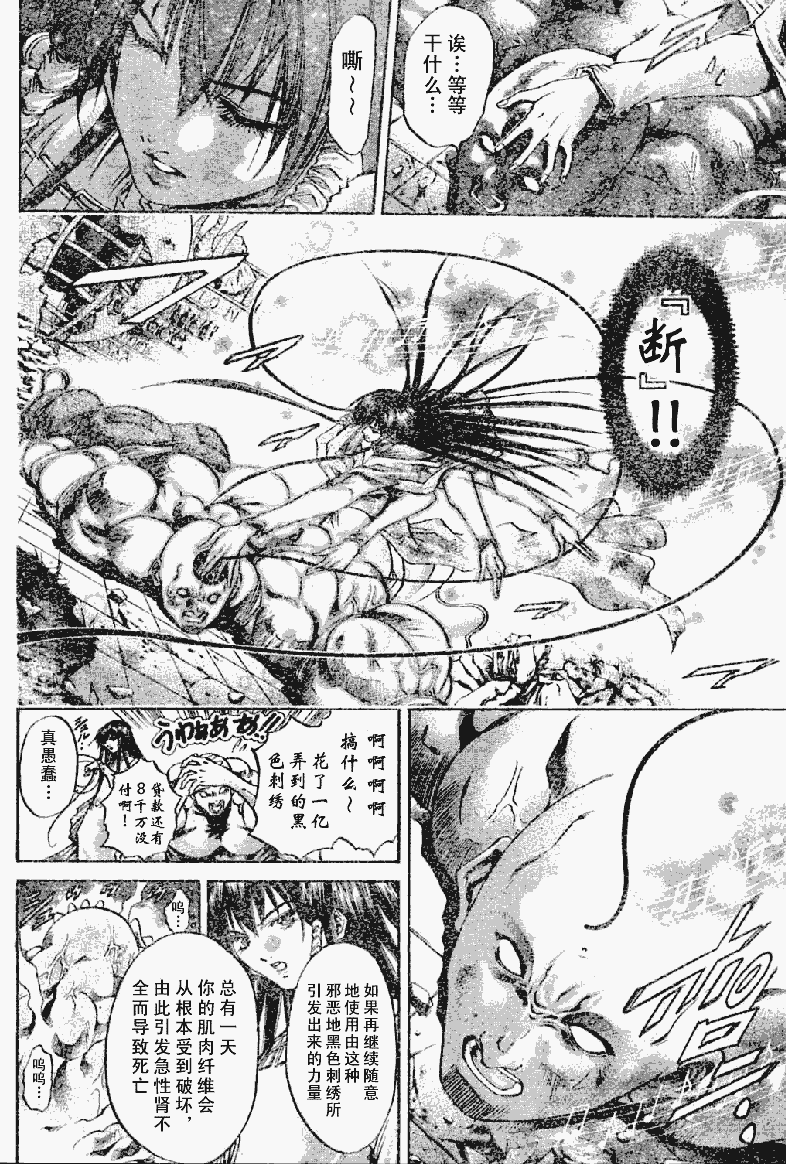 诶…等等
干什么…
嘶～～
『断』!!
啊啊啊啊
搞什么～
花了一亿
弄到的黑
色刺绣
うわあああ!!
贷款还有
8千万没
付啊！
真愚蠢…
如果再继续随意
地使用由这种
邪恶地黑色刺绣所
引发出来的力量
总有一天
你的肌肉纤维会
从根本受到破坏，
由此引发急性肾不
全而导致死亡
呜…
呜呜…